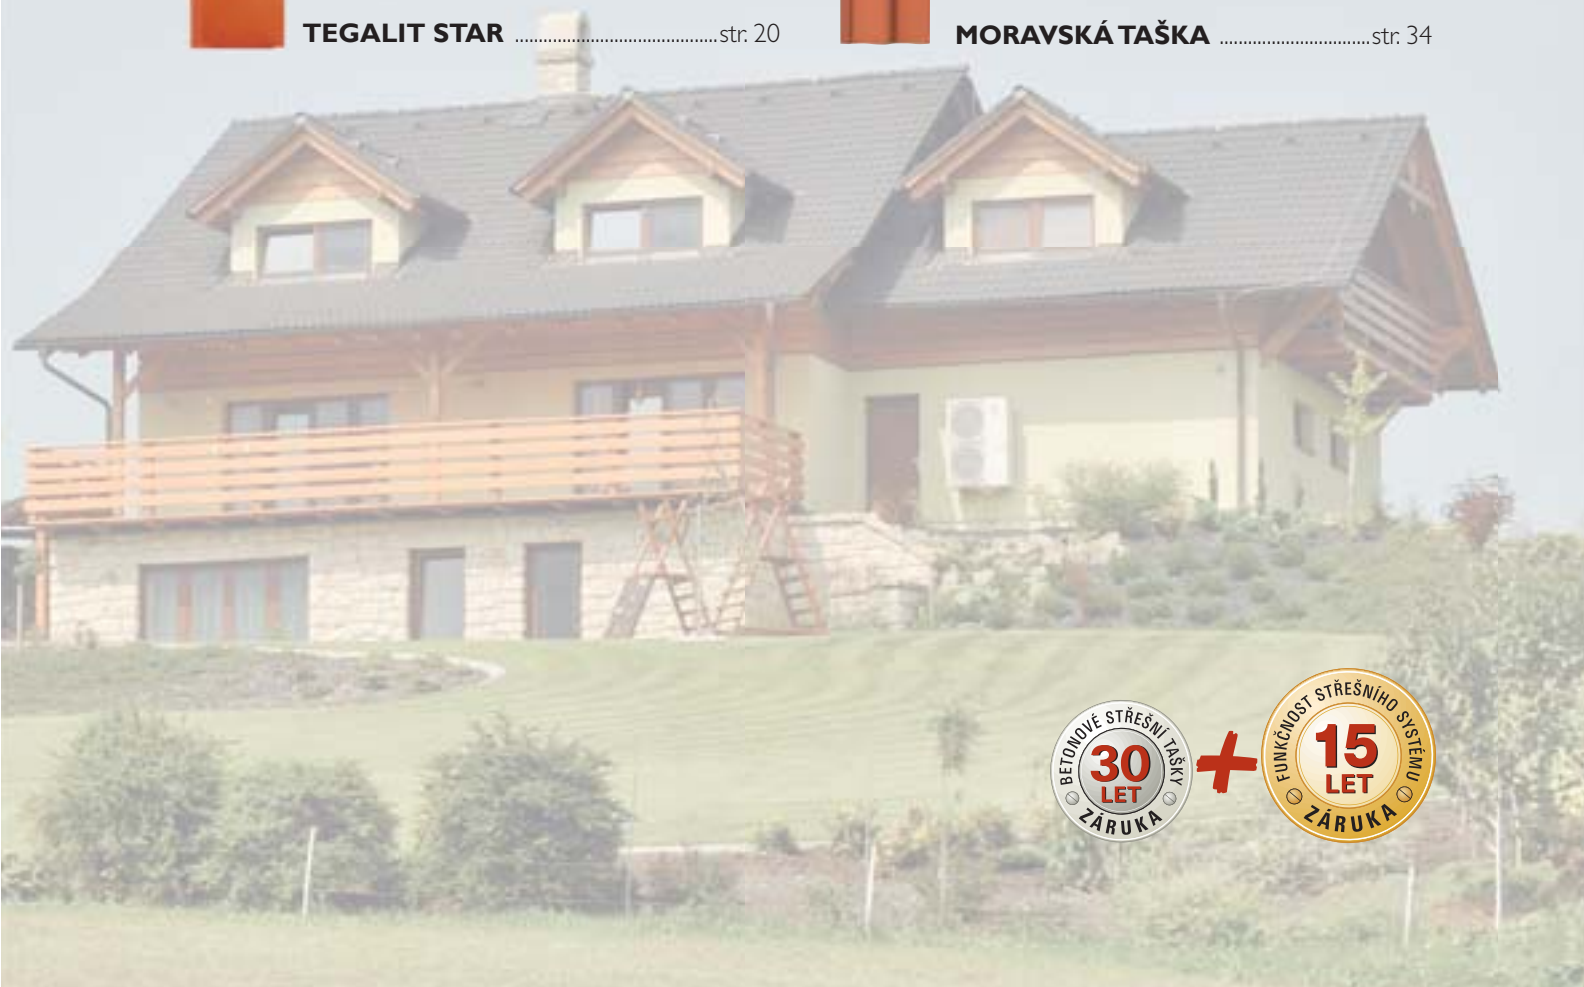 TEGALIT STAR ........................................... str. 20
MORAVSKÁ TAŠKA ................................ str. 34
BETONOVÉ STŘEŠNÍ TAŠKY
30
LET
ZÁRUKA
+
FUNKČNOST STŘEŠNÍHO SYSTÉMU
15
LET
ZÁRUKA